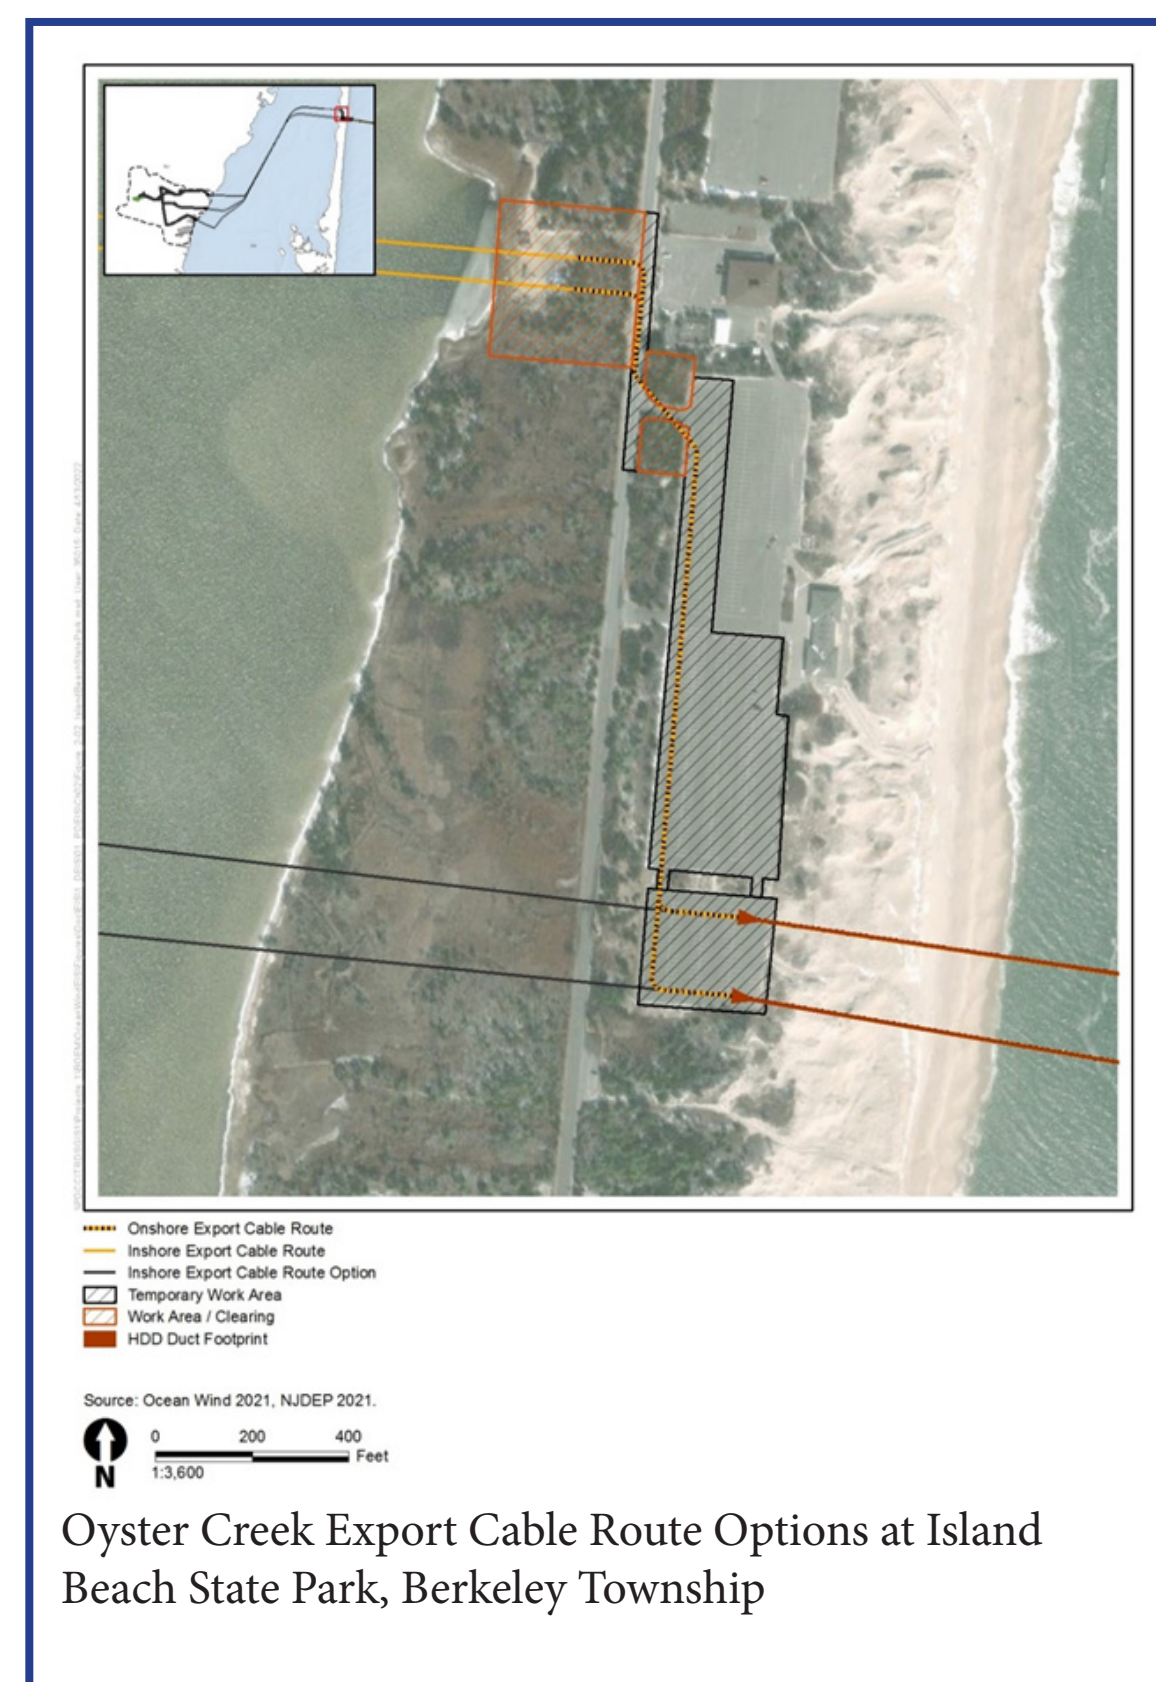 Onshore Export Cable Route
Inshore Export Cable Route
Inshore Export Cable Route Option
Temporary Work Area
Work Area / Clearing
HDD Duct Footprint
Source: Ocean Wind 2021, NJDEP 2021.
0 200 400
Feet
1:3,600
N
Oyster Creek Export Cable Route Options at Island
Beach State Park, Berkeley Township